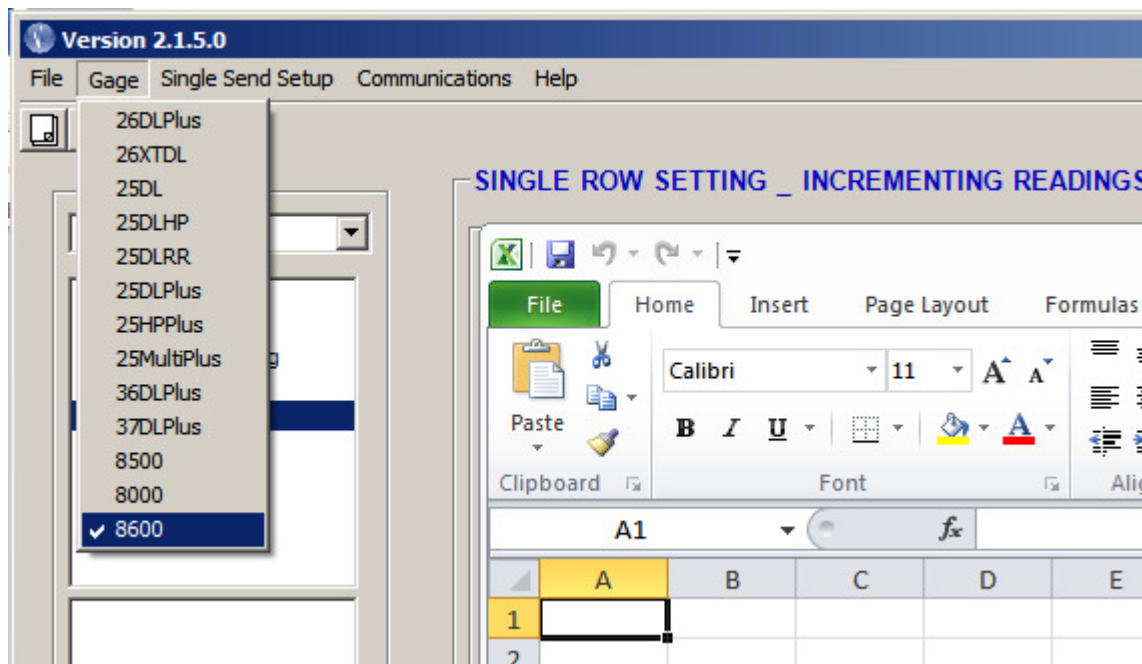 Version 2.1.5.0
File Gage Single Send Setup Communications Help
26DLPlus
26XTDL
25DL
25DLHP
25DLRR
25DLPlus
25HPPlus
25MultiPlus
36DLPlus
37DLPlus
8500
8000
8600
SINGLE ROW SETTING _ INCREMENTING READINGS
File Home Insert Page Layout Formulas
Calibri 11 A A
Paste
B I U A
Clipboard Font
A1 fx
A B C D E
1
2